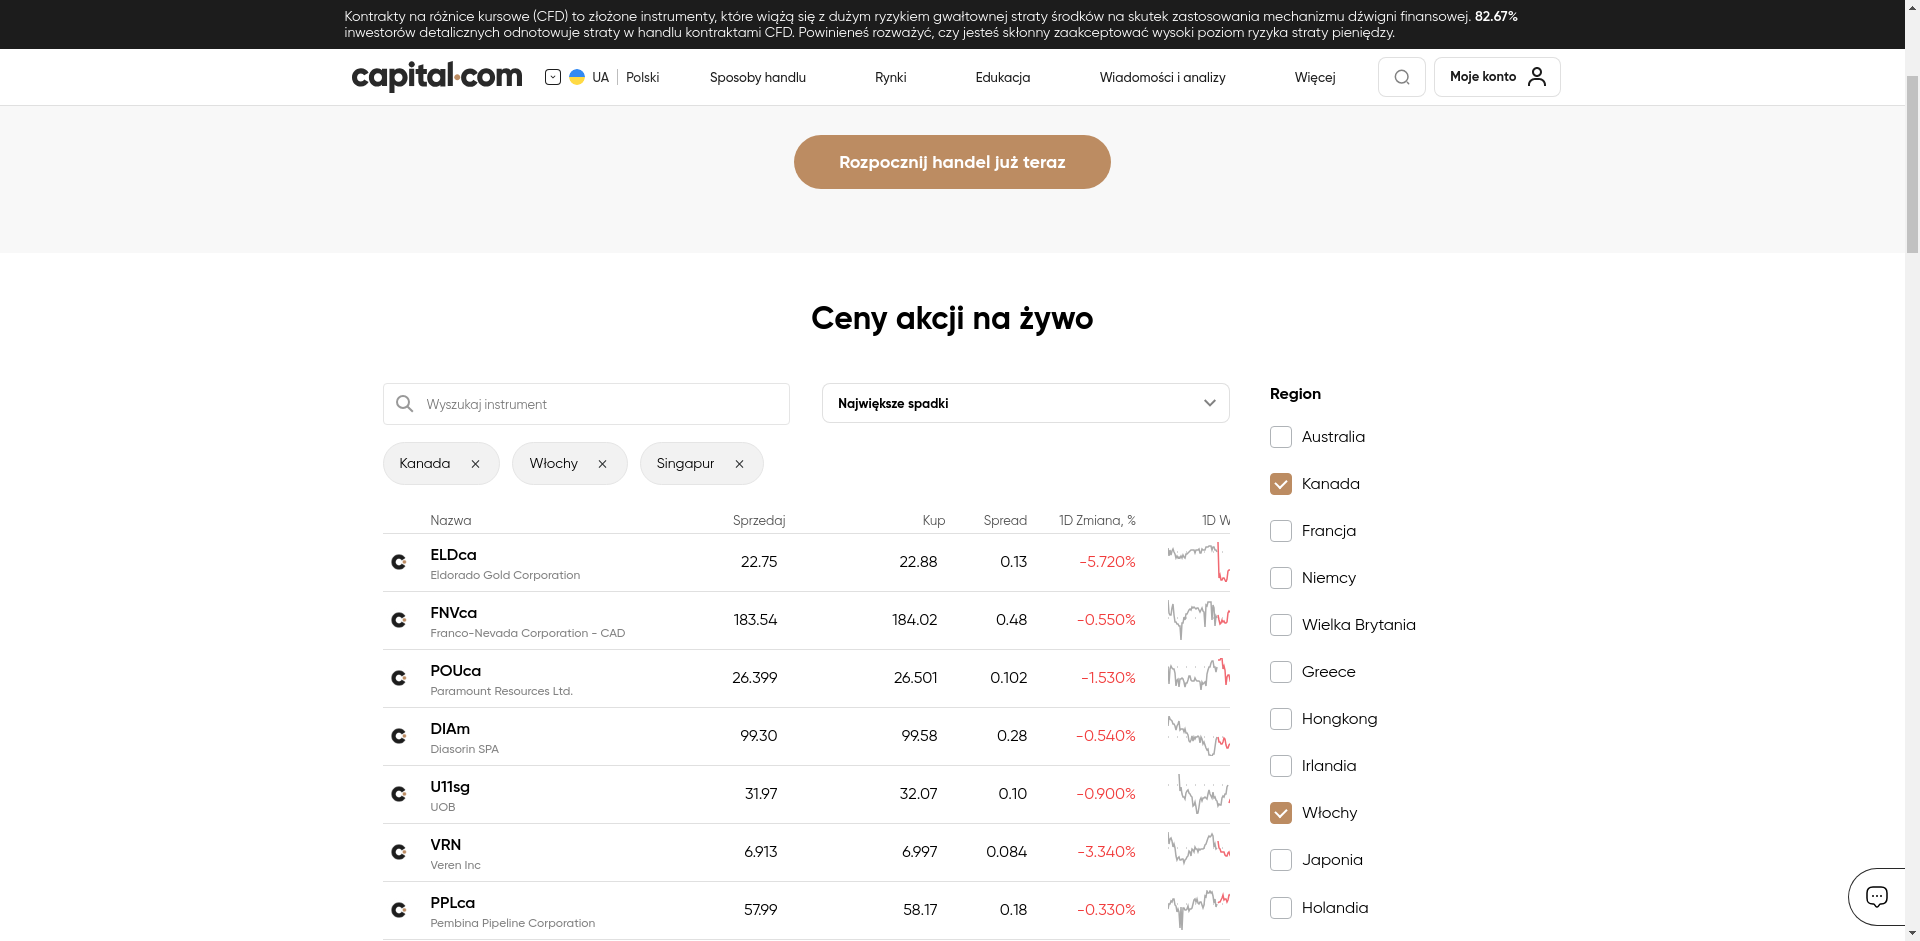 Kontrakty na różnice kursowe (CFD) to złożone instrumenty, które wiążą się z dużym ryzykiem gwałtownej straty środków na skutek zastosowania mechanizmu dźwigni finansowej. 82.67%
inwestorów detalicznych odnotowuje straty w handlu kontraktami CFD. Powinieneś rozważyć, czy jesteś skłonny zaakceptować wysoki poziom ryzyka straty pieniędzy.
capital.com UA Polski Sposoby handlu Rynki Edukacja Wiadomości i analizy Więcej Moje konto
Rozpocznij handel już teraz
Ceny akcji na żywo
Wyszukaj instrument
Największe spadki
Kanada Włochy Singapur
Nazwa Sprzedaj Kup Spread 1D Zmiana, % 1D W
ELDca
Eldorado Gold Corporation
22.75 22.88 0.13 -5.720%
FNVca
Franco-Nevada Corporation - CAD
183.54 184.02 0.48 -0.550%
POUca
Paramount Resources Ltd.
26.399 26.501 0.102 -1.530%
DIAm
Diasorin SPA
99.30 99.58 0.28 -0.540%
U11sg
UOB
31.97 32.07 0.10 -0.900%
VRN
Veren Inc
6.913 6.997 0.084 -3.340%
PPLca
Pembina Pipeline Corporation
57.99 58.17 0.18 -0.330%
Region
Australia
Kanada
Francja
Niemcy
Wielka Brytania
Greece
Hongkong
Irlandia
Włochy
Japonia
Holandia